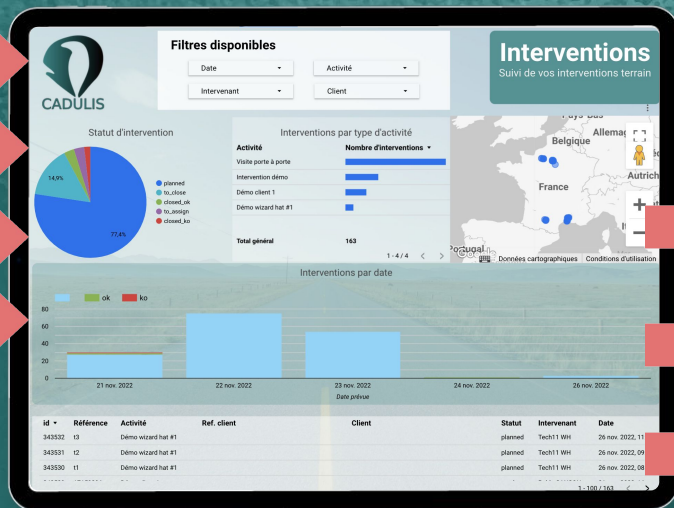 Filtres disponibles
Date
Activité
Intervenant
Client
CADULIS
Interventions
Suivi de vos interventions terrain
Statut d'intervention
14,9%
77,4%
planned
to_close
closed_ok
to_assign
closed_ko
Interventions par type d'activité
Activité Nombre d'interventions
Visite porte à porte
Intervention démo
Démo client 1
Démo wizard hat #1
Total général 163
1 - 4 / 4
Pays-Bas
Belgique
Allemag
Autrich
France
Portugal
Données cartographiques Conditions d'utilisation
Interventions par date
ok ko
80
60
40
20
0
21 nov. 2022 22 nov. 2022 23 nov. 2022 24 nov. 2022 26 nov. 2022
Date prévue
id Référence Activité Ref. client Client Statut Intervenant Date
343532 t3 Démo wizard hat #1 planned Tech11 WH 26 nov. 2022, 11
343531 t2 Démo wizard hat #1 planned Tech11 WH 26 nov. 2022, 09
343530 t1 Démo wizard hat #1 planned Tech11 WH 26 nov. 2022, 08
1 - 100 / 163